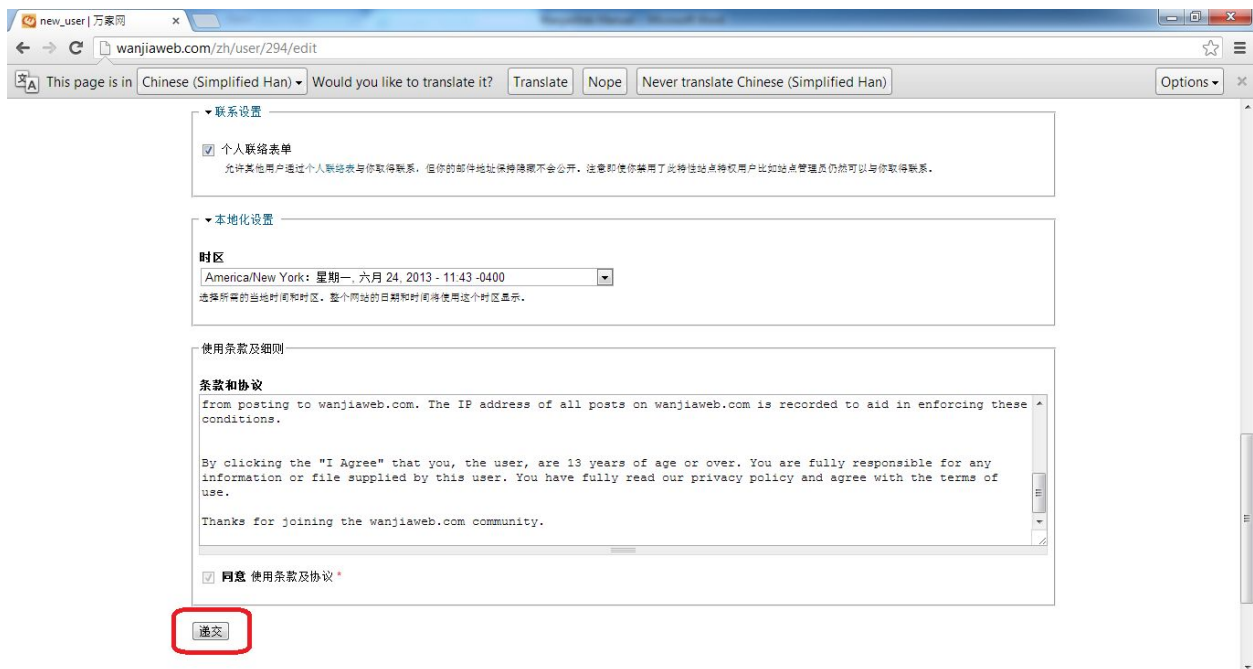 new_user | 万家网
wanjiaweb.com/zh/user/294/edit
This page is in Chinese (Simplified Han) Would you like to translate it? Translate Nope Never translate Chinese (Simplified Han) Options
联系设置
个人联络表单
允许其他用户通过个人联络表与你取得联系，但你的邮件地址保持隐藏不会公开。注意即使你禁用了此特性站点特权用户比如站点管理员仍然可以与你取得联系。
本地化设置
时区
America/New York：星期一, 六月 24, 2013 - 11:43 -0400
选择所需的当地时间和时区。整个网站的日期和时间将使用这个时区显示。
使用条款及细则
条款和协议
from posting to wanjiaweb.com. The IP address of all posts on wanjiaweb.com is recorded to aid in enforcing these
conditions.
By clicking the "I Agree" that you, the user, are 13 years of age or over. You are fully responsible for any
information or file supplied by this user. You have fully read our privacy policy and agree with the terms of
use.
Thanks for joining the wanjiaweb.com community.
同意 使用条款及协议 *
递交